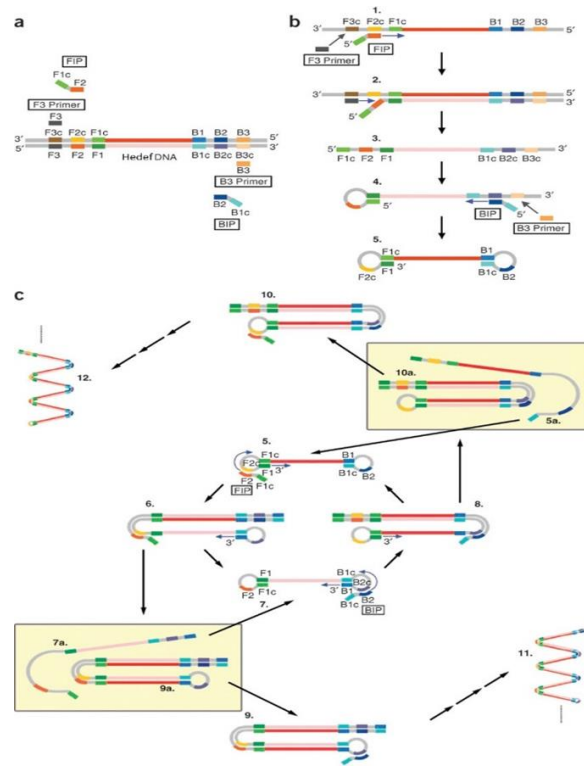 a
FIP
F1c
F2
F3 Primer
F3
F3c F2c F1c B1 B2 B3
3' 5'
5' 3'
F3 F2 F1 Hedef DNA B1c B2c B3c
B3
B3 Primer
B2
B1c
BIP
b
1.
F3c F2c F1c B1 B2 B3
3' 5'
5'
FIP
F3 Primer
2.
3' 5'
5'
3.
5' 3'
F1c F2 F1 B1c B2c B3c
4.
5' 3'
5'
BIP
B3 Primer
5.
F1c B1
3'
F2c F1 B1c B2
c
10.
12.
10a.
5a.
5.
F1c B1
F2c F1 3' B1c B2
F2 F1c
FIP
6.
3'
8.
3'
F1 B1c
F2 F1c 3' B2c
7. B1c B2
BIP
7a.
9a.
11.
9.